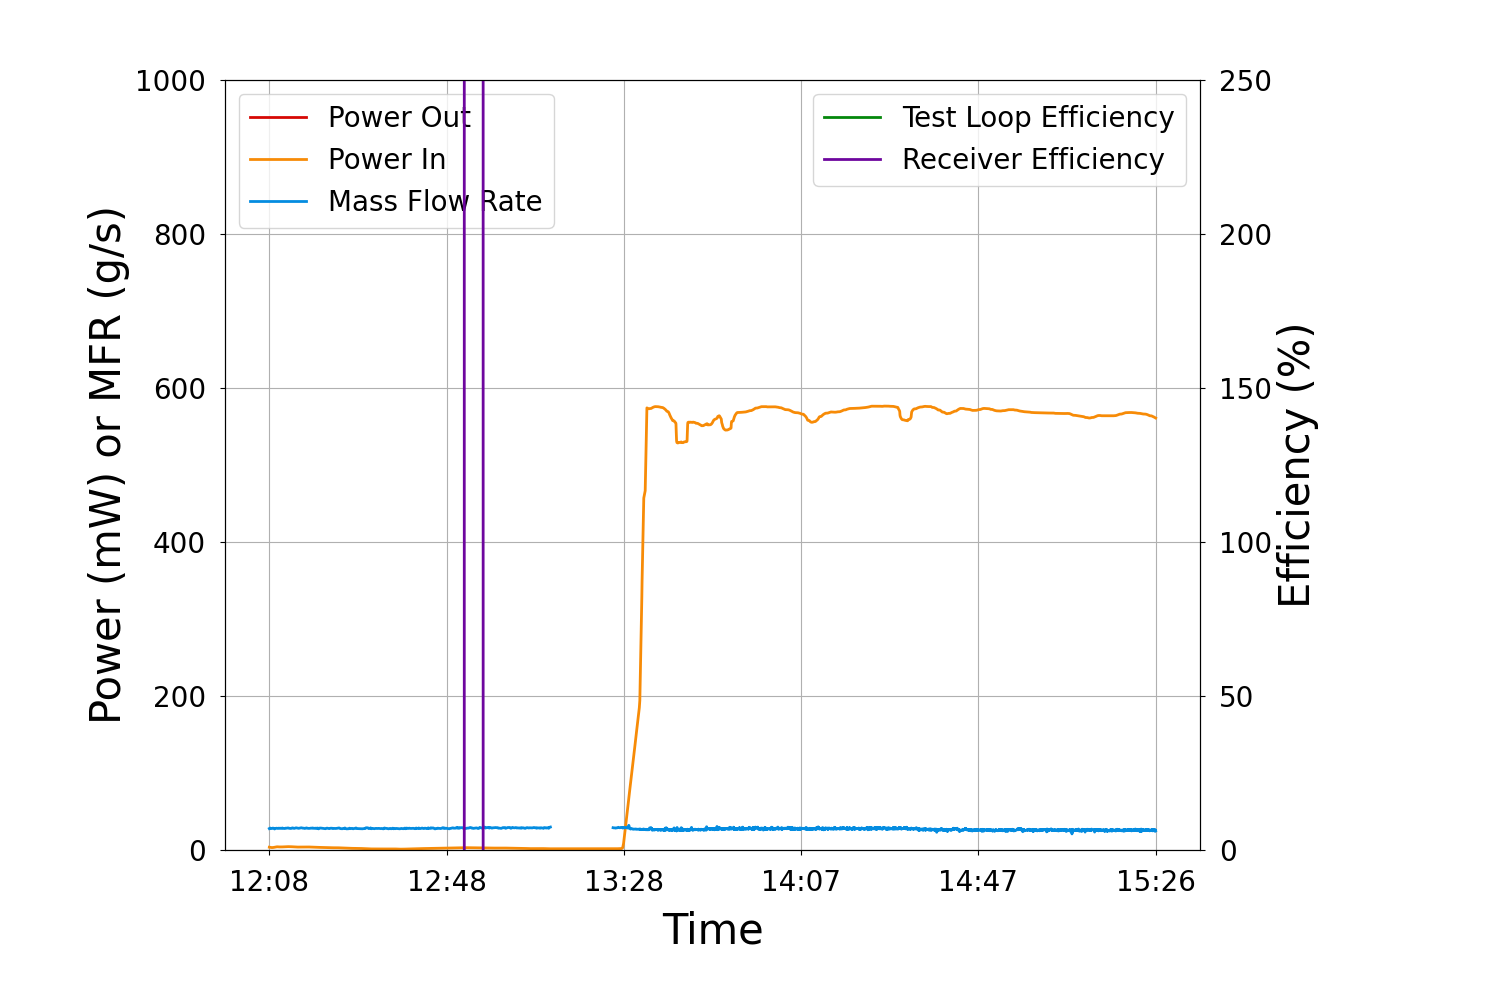 1000
800
600
400
200
0
Power (mW) or MFR (g/s)
Power Out
Power In
Mass Flow Rate
Test Loop Efficiency
Receiver Efficiency
250
200
150
100
50
0
Efficiency (%)
12:08 12:48 13:28 14:07 14:47 15:26
Time